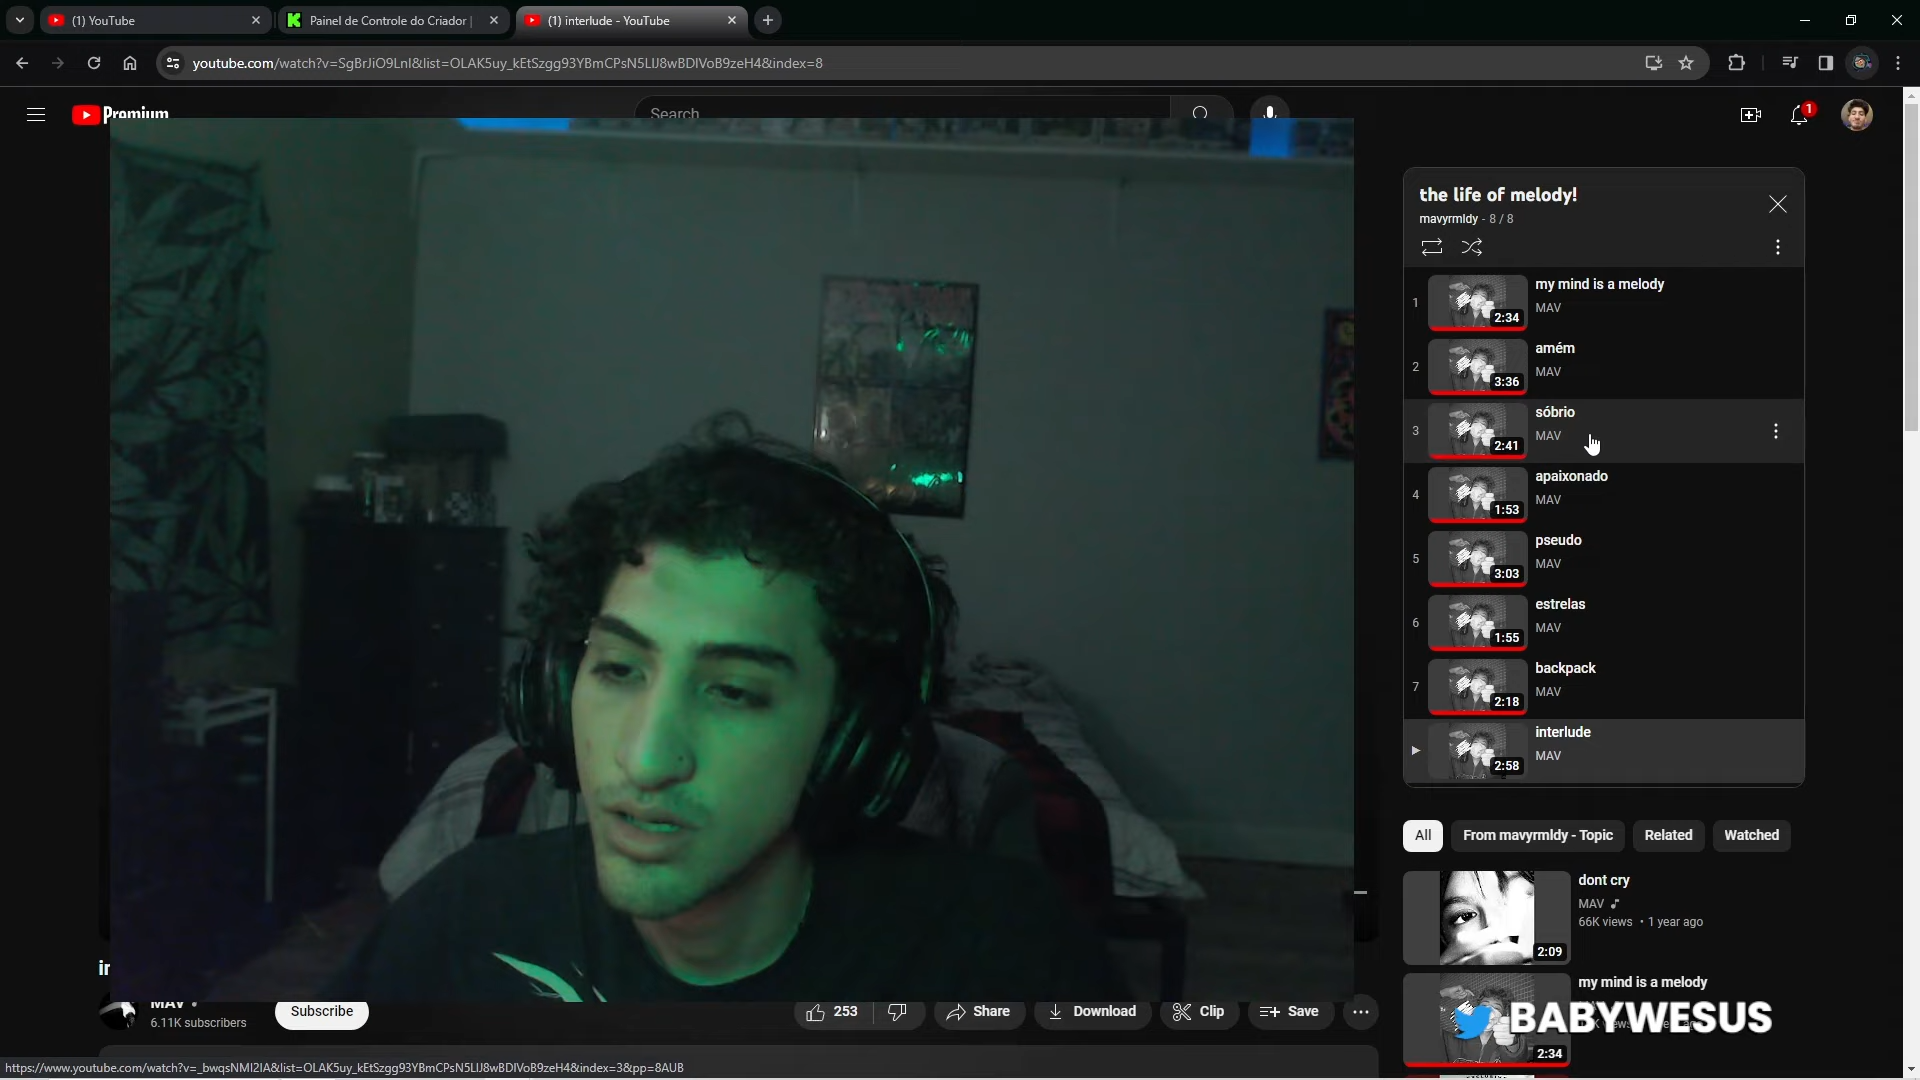 (1) YouTube
Painel de Controle do Criador |
(1) interlude - YouTube
youtube.com/watch?v=SgBrJiO9LnI&list=OLAK5uy_kEtSzgg93YBmCPsN5LIJ8wBDIVoB9zeH4&index=8
Premium
Search
1
the life of melody!
mavyrmldy - 8 / 8
1
my mind is a melody
MAV
2:34
2
amém
MAV
3:36
3
sóbrio
MAV
2:41
4
apaixonado
MAV
1:53
5
pseudo
MAV
3:03
6
estrelas
MAV
1:55
7
backpack
MAV
2:18
interlude
MAV
2:58
All
From mavyrmldy - Topic
Related
Watched
dont cry
MAV
66K views • 1 year ago
2:09
my mind is a melody
2:34
BABYWESUS
MAV
6.11K subscribers
Subscribe
253
Share
Download
Clip
Save
https://www.youtube.com/watch?v=_bwqsNMI2IA&list=OLAK5uy_kEtSzgg93YBmCPsN5LIJ8wBDIVoB9zeH4&index=3&pp=8AUB